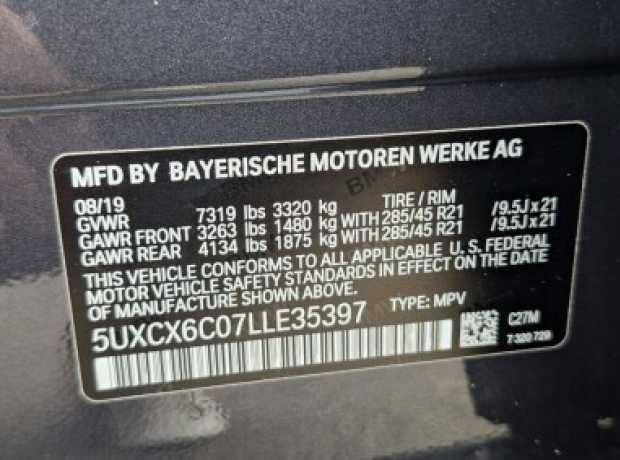 MFD BY BAYERISCHE MOTOREN WERKE AG
08/19 TIRE / RIM
GVWR 7319 lbs 3320 kg
GAWR FRONT 3263 lbs 1480 kg WITH 285/45 R21 /9.5Jx21
GAWR REAR 4134 lbs 1875 kg WITH 285/45 R21 /9.5Jx21
THIS VEHICLE CONFORMS TO ALL APPLICABLE U.S. FEDERAL
MOTOR VEHICLE SAFETY STANDARDS IN EFFECT ON THE DATE
OF MANUFACTURE SHOWN ABOVE.
5UXCX6C07LLE35397 TYPE: MPV
C27M
7 320 729